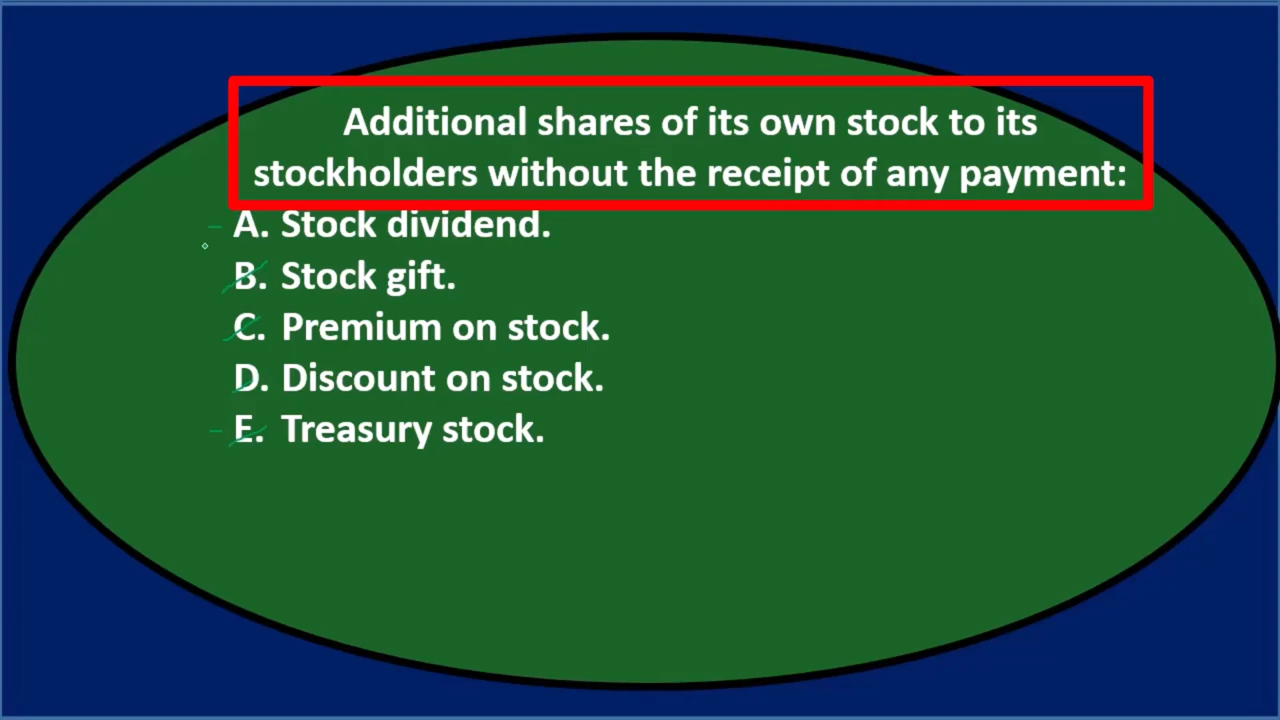 Additional shares of its own stock to its
stockholders without the receipt of any payment:
A. Stock dividend.
B. Stock gift.
C. Premium on stock.
D. Discount on stock.
E. Treasury stock.